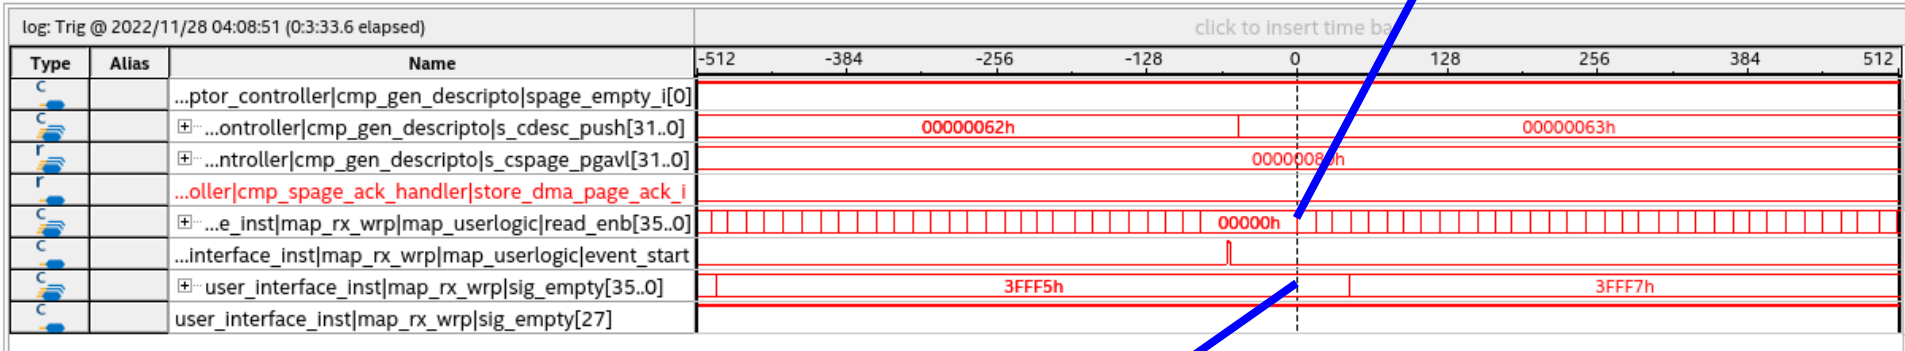 log: Trig @ 2022/11/28 04:08:51 (0:3:33.6 elapsed) click to insert time ba
Type Alias Name -512 -384 -256 -128 0 128 256 384 512
C ...ptor_controller|cmp_gen_descripto|spage_empty_i[0]
C ...ontroller|cmp_gen_descripto|s_cdesc_push[31..0] 00000062h 00000063h
r ...ntroller|cmp_gen_descripto|s_cspage_pgavl[31..0]
r ...oller|cmp_spage_ack_handler|store_dma_page_ack_i
C ...e_inst|map_rx_wrp|map_userlogic|read_enb[35..0] 00000h
C ...interface_inst|map_rx_wrp|map_userlogic|event_start
C user_interface_inst|map_rx_wrp|sig_empty[35..0] 3FFF5h 3FFF7h
C user_interface_inst|map_rx_wrp|sig_empty[27]